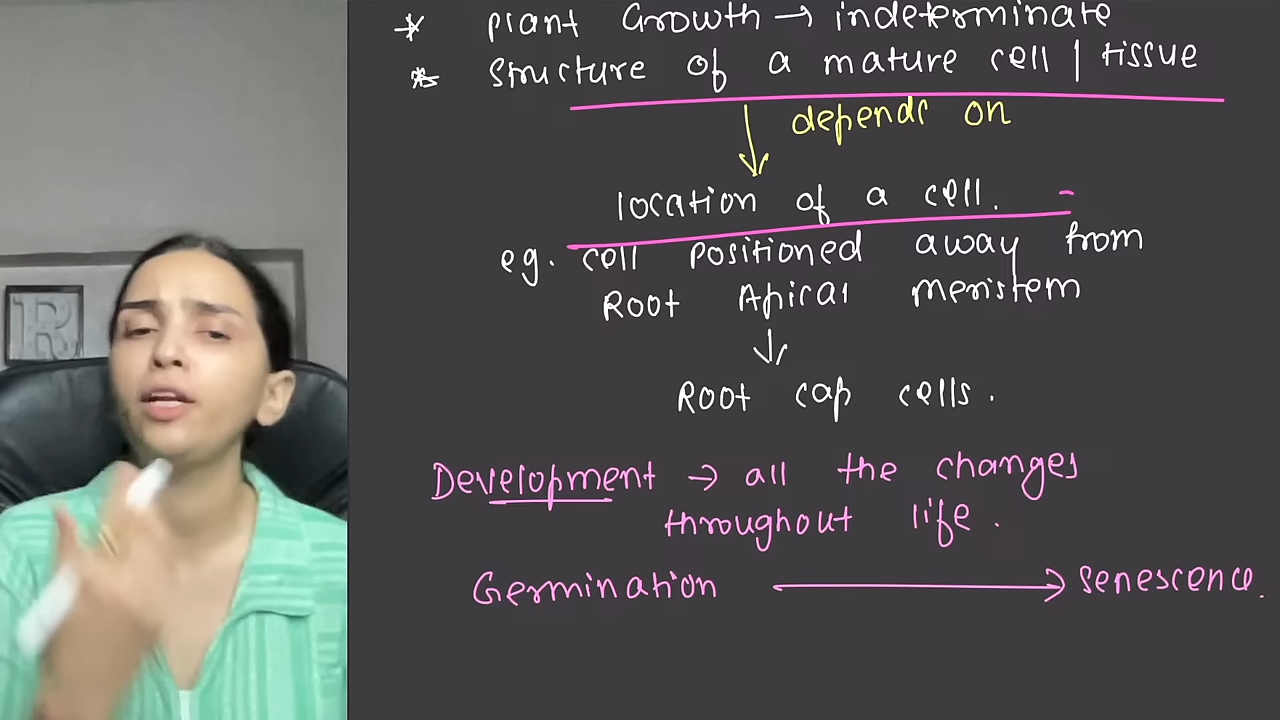 * Plant Growth → indeterminate
* Structure of a mature cell | tissue
depends on
location of a cell.
eg. cell positioned away from
Root Apical meristem
↓
Root cap cells.
Development → all the changes
throughout life.
Germination → senescence.
R